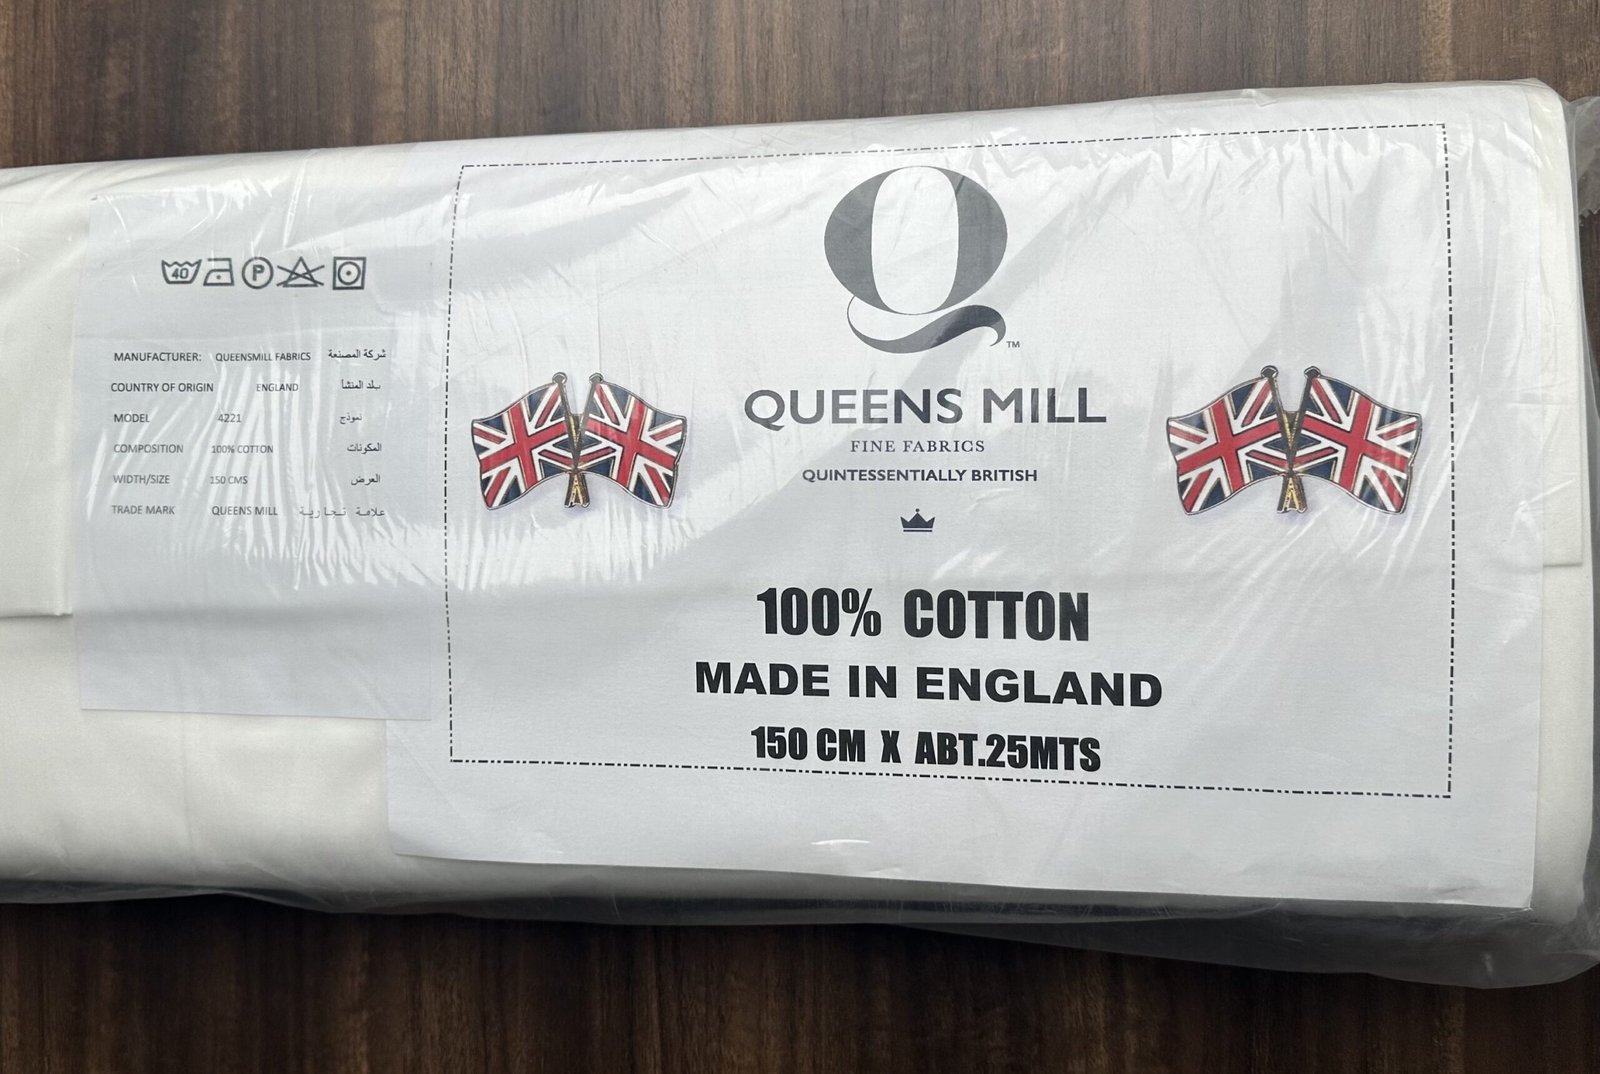 40 P
MANUFACTURER: QUEENSMILL FABRICS شركة المصنعة
COUNTRY OF ORIGIN ENGLAND بلد المنشأ
MODEL 4221 نموذج
COMPOSITION 100% COTTON المكونات
WIDTH/SIZE 150 CMS العرض
TRADE MARK QUEENS MILL علامة تجارية
Q TM
QUEENS MILL
FINE FABRICS
QUINTESSENTIALLY BRITISH
100% COTTON
MADE IN ENGLAND
150 CM X ABT.25MTS